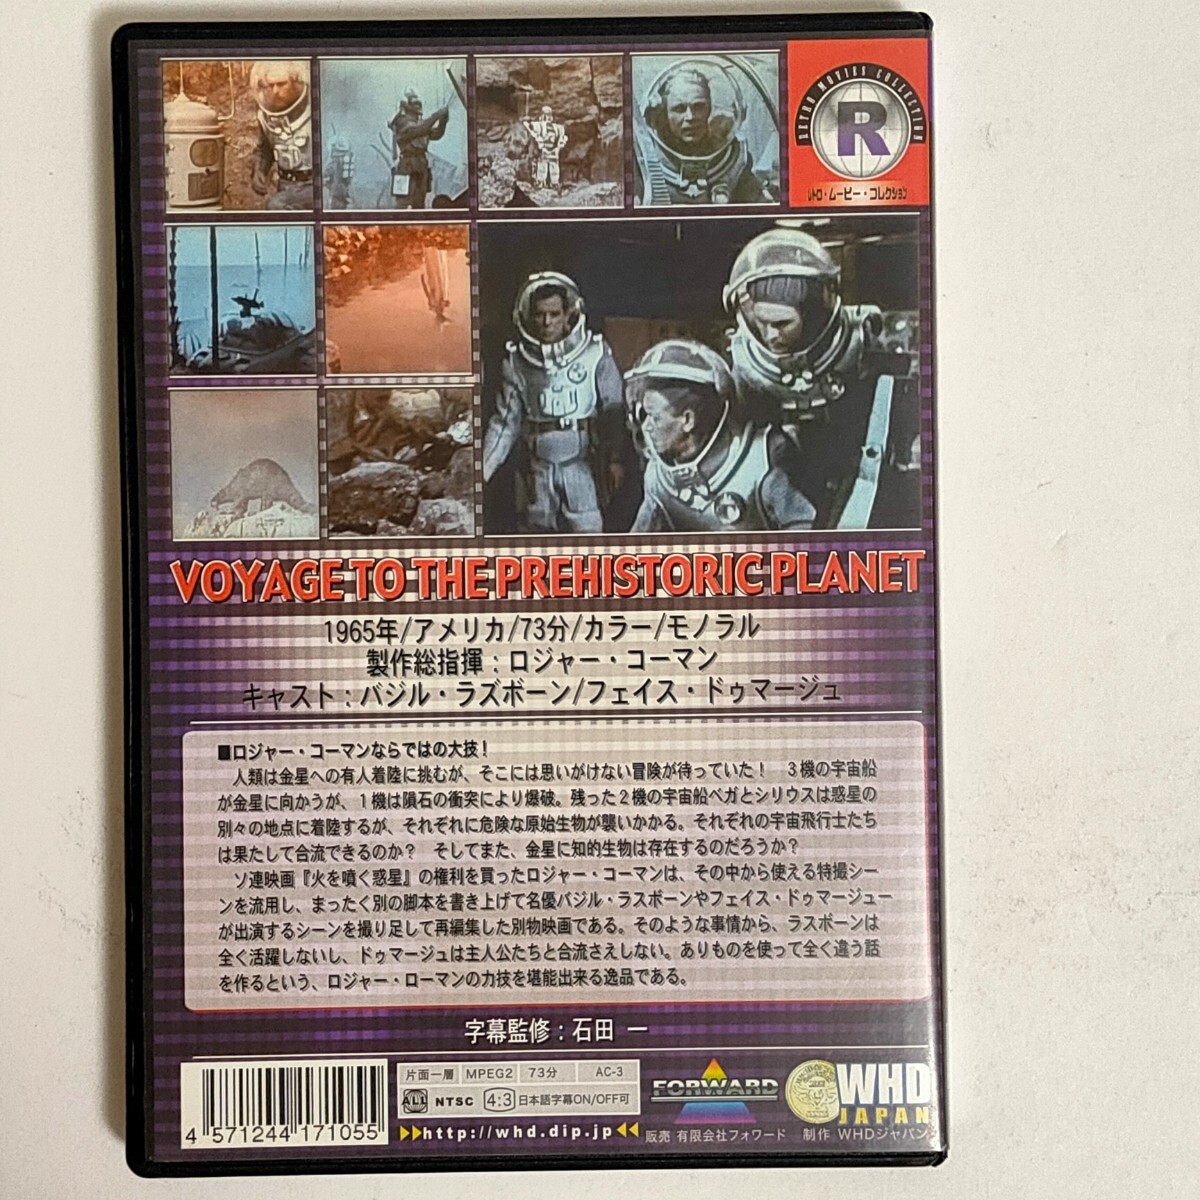 RETRO MOVIES COLLECTION
R
レトロ・ムービー・コレクション
VOYAGE TO THE PREHISTORIC PLANET
1965年/アメリカ/73分/カラー/モノラル
製作総指揮：ロジャー・コーマン
キャスト：バジル・ラズボーン/フェイス・ドゥマージュ
■ロジャー・コーマンならではの大技！
人類は金星への有人着陸に挑むが、そこには思いがけない冒険が待っていた！　３機の宇宙船
が金星に向かうが、１機は隕石の衝突により爆破。残った２機の宇宙船ベガとシリウスは惑星の
別々の地点に着陸するが、それぞれに危険な原始生物が襲いかかる。それぞれの宇宙飛行士たち
は果たして合流できるのか？　そしてまた、金星に知的生物は存在するのだろうか？
ソ連映画『火を噴く惑星』の権利を買ったロジャー・コーマンは、その中から使える特撮シー
ンを流用し、まったく別の脚本を書き上げて名優バジル・ラスボーンやフェイス・ドゥマージュー
が出演するシーンを撮り足して再編集した別物映画である。そのような事情から、ラスボーンは
全く活躍しないし、ドゥマージュは主人公たちと合流さえしない。ありものを使って全く違う話
を作るという、ロジャー・ローマンの力技を堪能出来る逸品である。
字幕監修：石田 一
4 571244 171055
片面一層 MPEG2 73分 AC-3
ALL NTSC 4:3 日本語字幕ON/OFF可
http://whd.dip.jp
FORWARD
販売 有限会社フォワード
WHD
JAPAN
制作 WHDジャパン